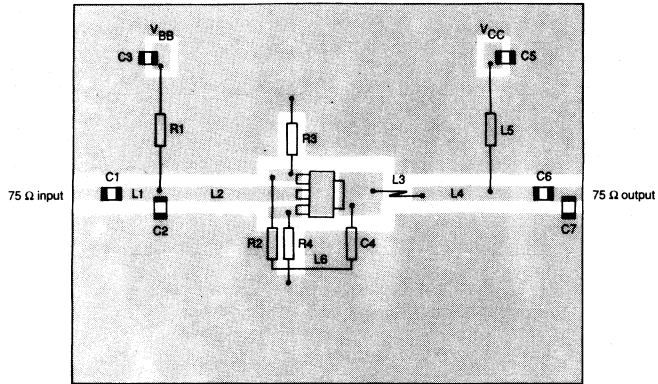 VBB
VCC
C3
C5
R1
R3
L5
C1
L3
C6
75 Ω input
L1
L2
L4
75 Ω output
C2
C7
R2
R4
C4
L6